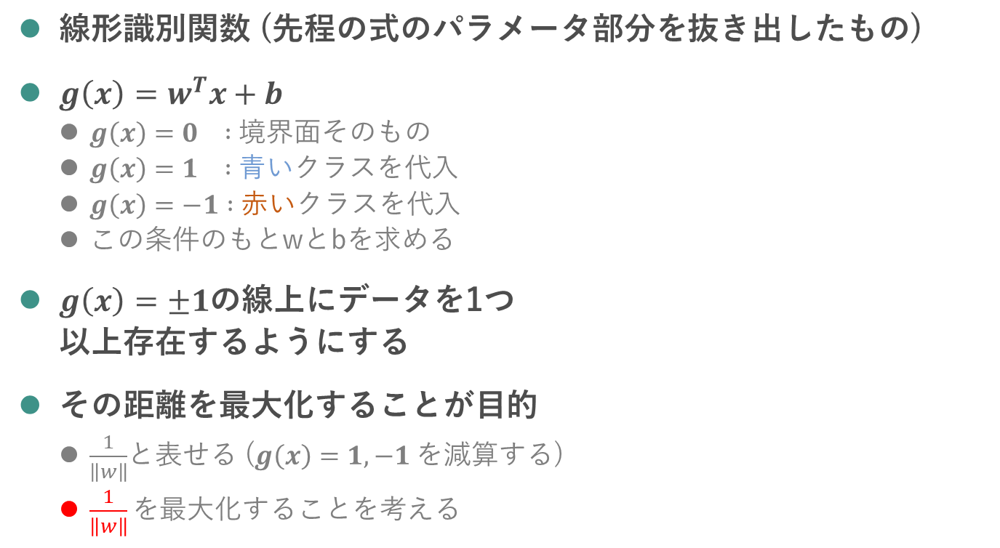 線形識別関数 (先程の式のパラメータ部分を抜き出したもの)
g(x) = w^T x + b
g(x) = 0 : 境界面そのもの
g(x) = 1 : 青いクラスを代入
g(x) = −1 : 赤いクラスを代入
この条件のもとwとbを求める
g(x) = ±1の線上にデータを1つ
以上存在するようにする
その距離を最大化することが目的
1/‖w‖と表せる (g(x) = 1, −1 を減算する)
1/‖w‖ を最大化することを考える